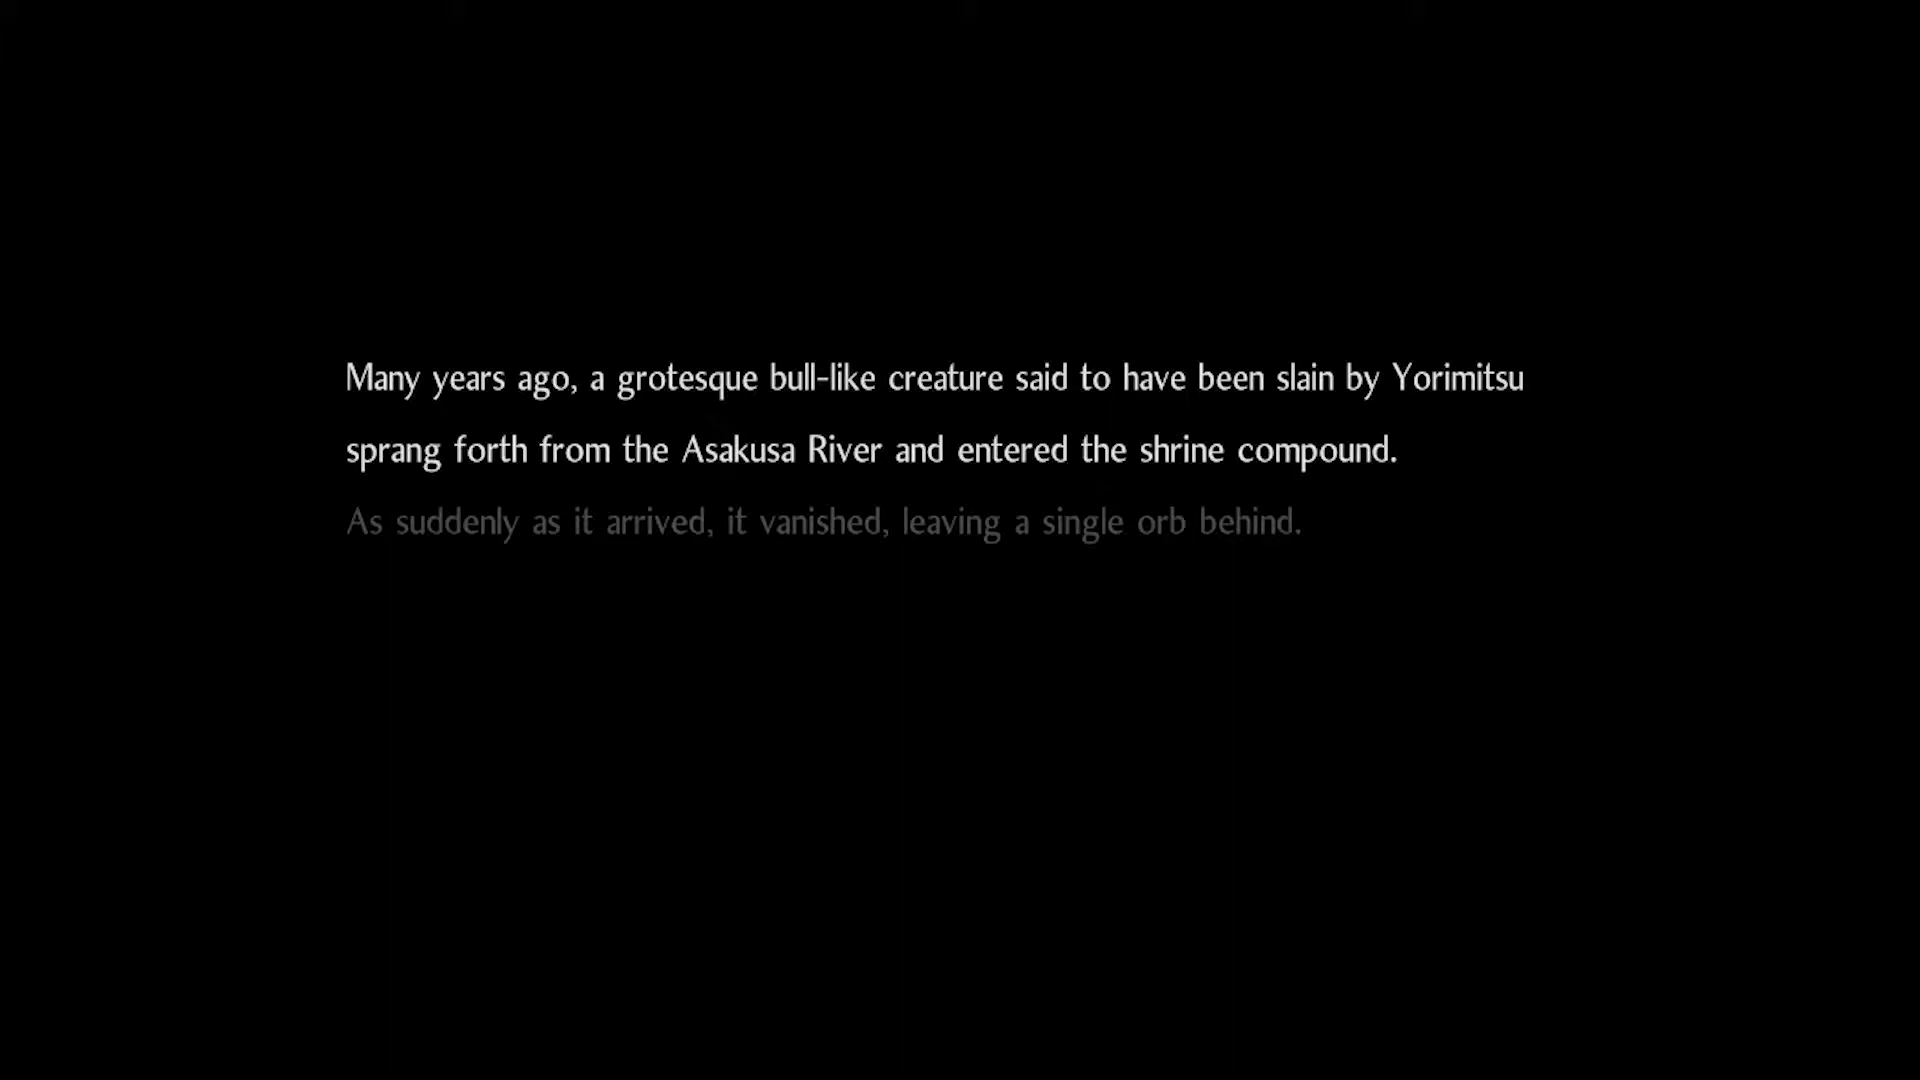 Many years ago, a grotesque bull-like creature said to have been slain by Yorimitsu
sprang forth from the Asakusa River and entered the shrine compound.
As suddenly as it arrived, it vanished, leaving a single orb behind.